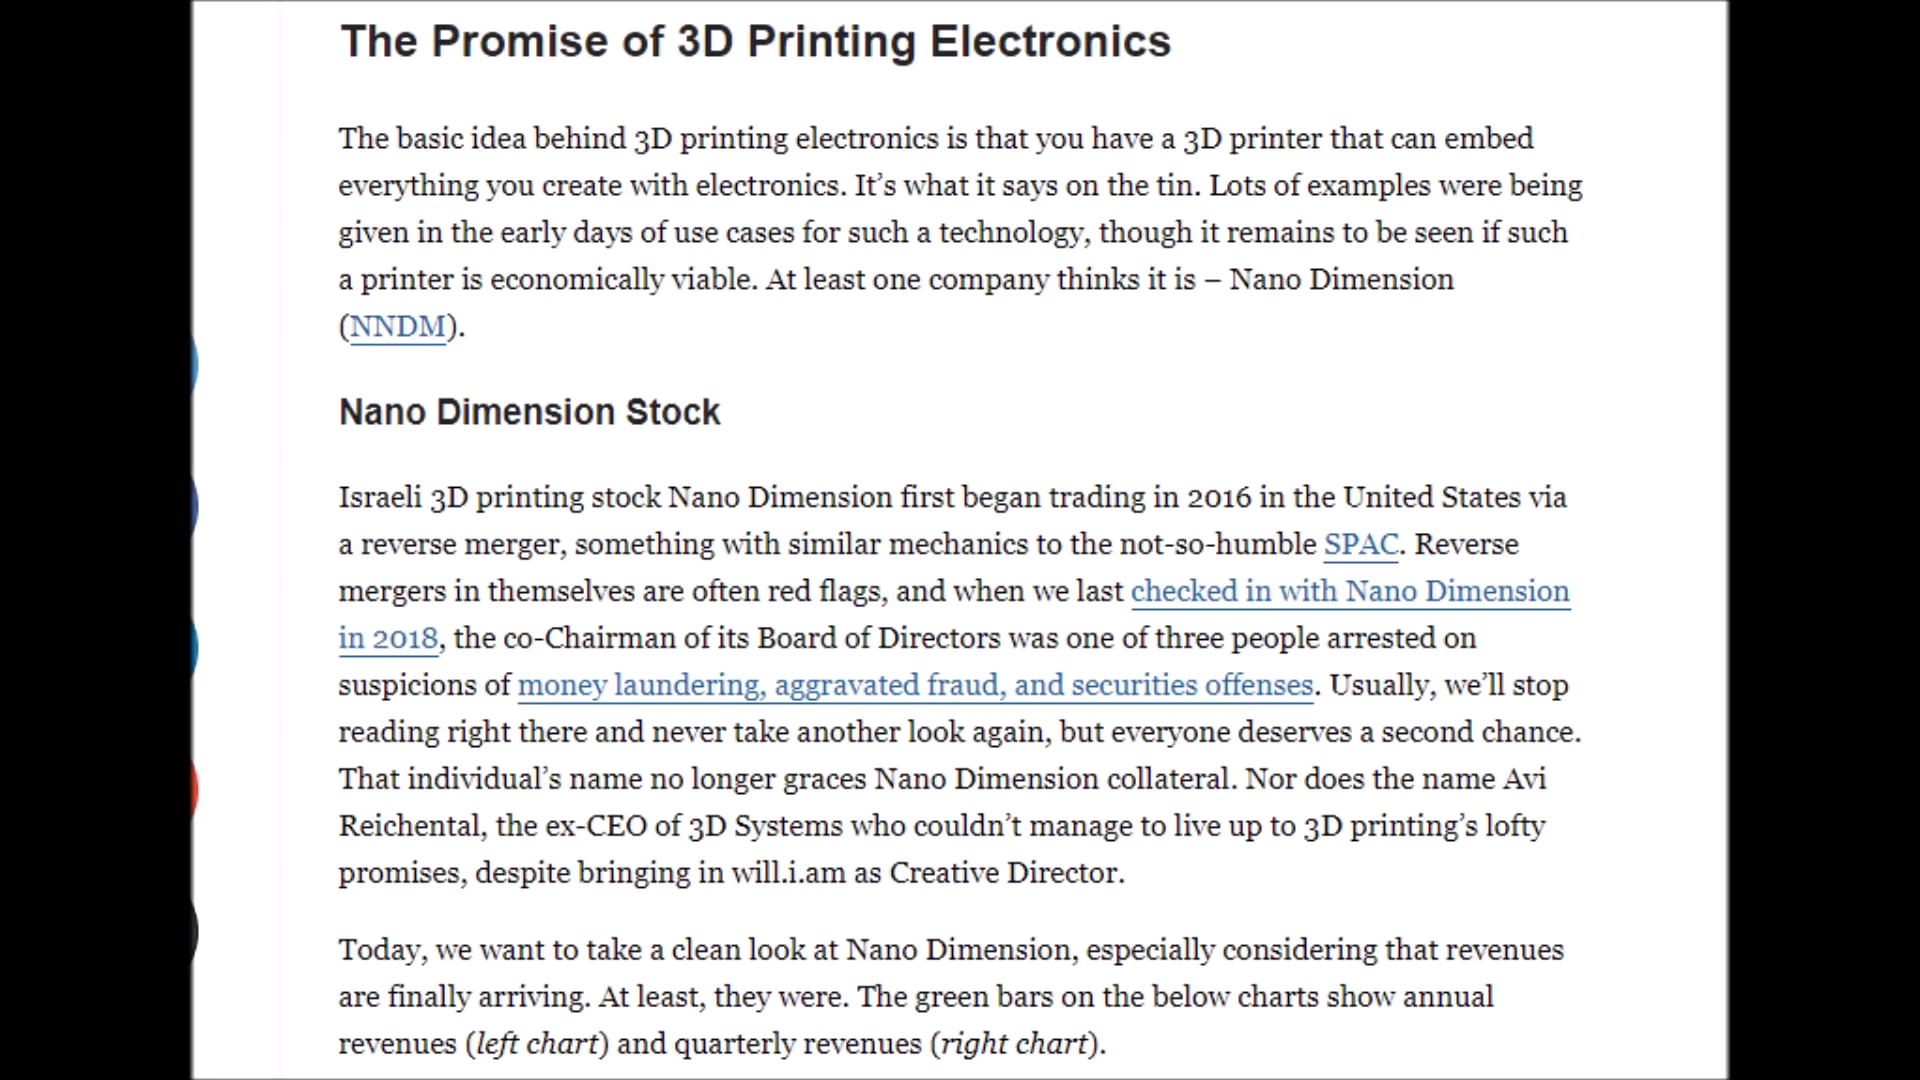 The Promise of 3D Printing Electronics
The basic idea behind 3D printing electronics is that you have a 3D printer that can embed
everything you create with electronics. It’s what it says on the tin. Lots of examples were being
given in the early days of use cases for such a technology, though it remains to be seen if such
a printer is economically viable. At least one company thinks it is – Nano Dimension
(NNDM).
Nano Dimension Stock
Israeli 3D printing stock Nano Dimension first began trading in 2016 in the United States via
a reverse merger, something with similar mechanics to the not-so-humble SPAC. Reverse
mergers in themselves are often red flags, and when we last checked in with Nano Dimension
in 2018, the co-Chairman of its Board of Directors was one of three people arrested on
suspicions of money laundering, aggravated fraud, and securities offenses. Usually, we’ll stop
reading right there and never take another look again, but everyone deserves a second chance.
That individual’s name no longer graces Nano Dimension collateral. Nor does the name Avi
Reichental, the ex-CEO of 3D Systems who couldn’t manage to live up to 3D printing’s lofty
promises, despite bringing in will.i.am as Creative Director.
Today, we want to take a clean look at Nano Dimension, especially considering that revenues
are finally arriving. At least, they were. The green bars on the below charts show annual
revenues (left chart) and quarterly revenues (right chart).